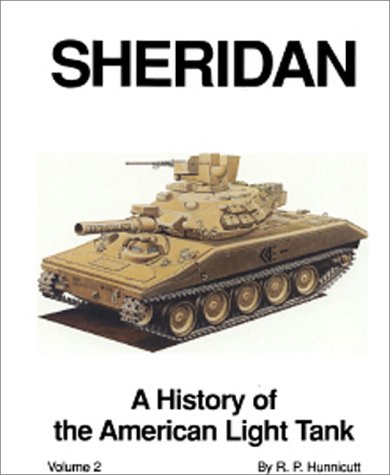 SHERIDAN
A History of
the American Light Tank
Volume 2 By R. P. Hunnicutt